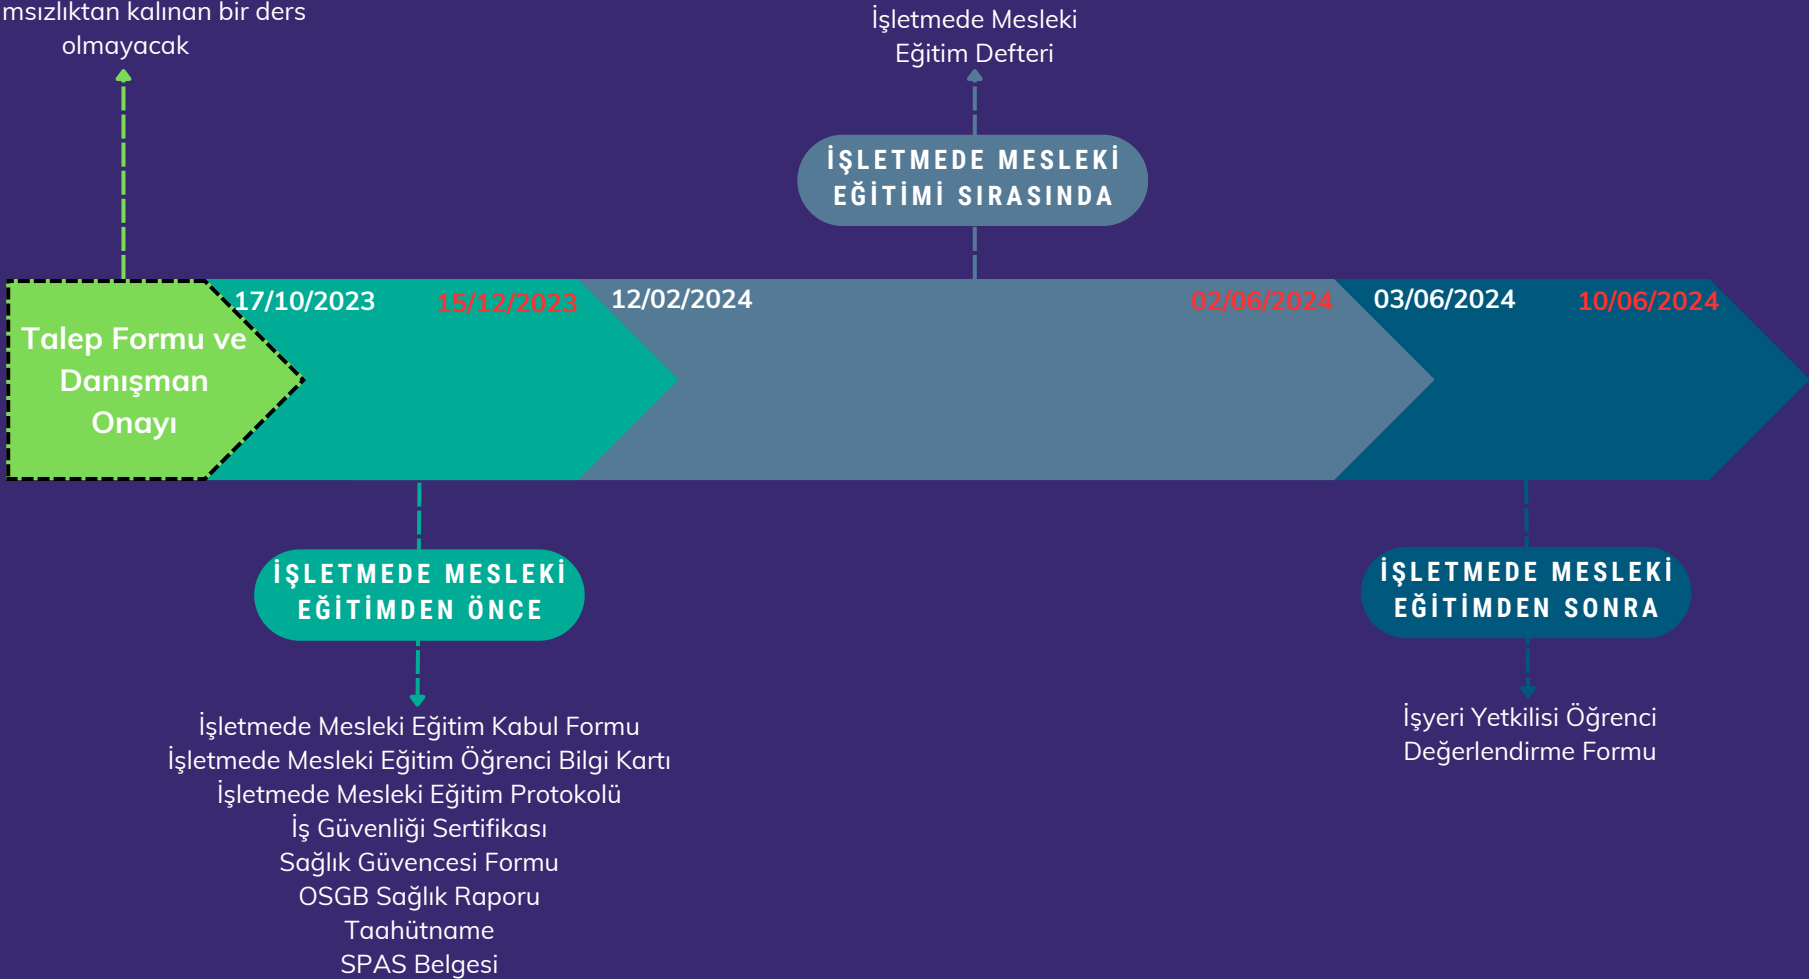 msızlıktan kalınan bir ders
olmayacak
İşletmede Mesleki
Eğitim Defteri
İŞLETMEDE MESLEKİ
EĞİTİMİ SIRASINDA
17/10/2023
15/12/2023
12/02/2024
02/06/2024
03/06/2024
10/06/2024
Talep Formu ve
Danışman
Onayı
İŞLETMEDE MESLEKİ
EĞİTİMDEN ÖNCE
İşletmede Mesleki Eğitim Kabul Formu
İşletmede Mesleki Eğitim Öğrenci Bilgi Kartı
İşletmede Mesleki Eğitim Protokolü
İş Güvenliği Sertifikası
Sağlık Güvencesi Formu
OSGB Sağlık Raporu
Taahütname
SPAS Belgesi
İŞLETMEDE MESLEKİ
EĞİTİMDEN SONRA
İşyeri Yetkilisi Öğrenci
Değerlendirme Formu